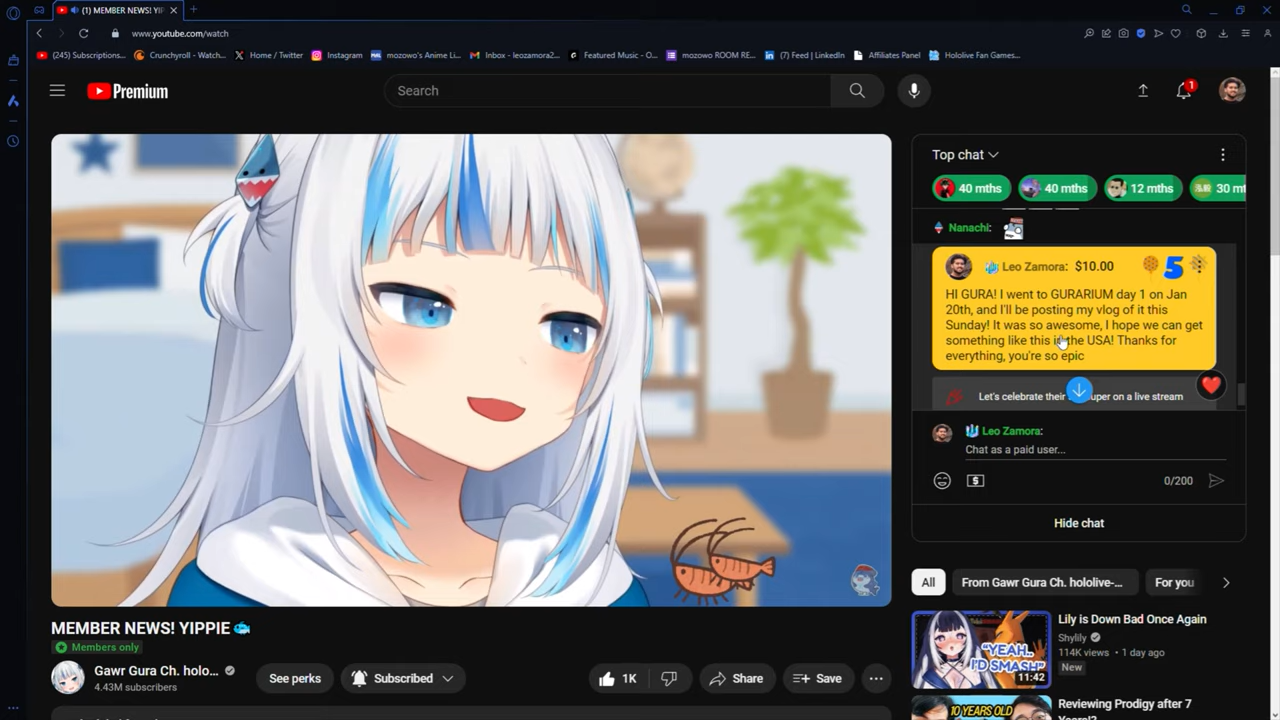 (1) MEMBER NEWS! YIP
www.youtube.com/watch
(245) Subscriptions...
Crunchyroll - Watch...
Home / Twitter
Instagram
mozowo's Anime Li...
Inbox - leozamora2...
Featured Music - O...
mozowo ROOM RE...
(7) Feed | LinkedIn
Affiliates Panel
Hololive Fan Games...
Premium
Search
1
Top chat
40 mths
40 mths
12 mths
30 m
Nanachi:
Leo Zamora: $10.00
5
HI GURA! I went to GURARIUM day 1 on Jan
20th, and I'll be posting my vlog of it this
Sunday! It was so awesome, I hope we can get
something like this in the USA! Thanks for
everything, you're so epic
Let's celebrate their
uper on a live stream
Leo Zamora:
Chat as a paid user...
0/200
Hide chat
MEMBER NEWS! YIPPIE
Members only
Gawr Gura Ch. holo...
4.43M subscribers
See perks
Subscribed
1K
Share
Save
All
From Gawr Gura Ch. hololive-...
For you
"YEAH..
I'D SMASH"
11:42
Lily is Down Bad Once Again
Shylily
114K views • 1 day ago
New
10 YEARS OLD
Reviewing Prodigy after 7
Years!?